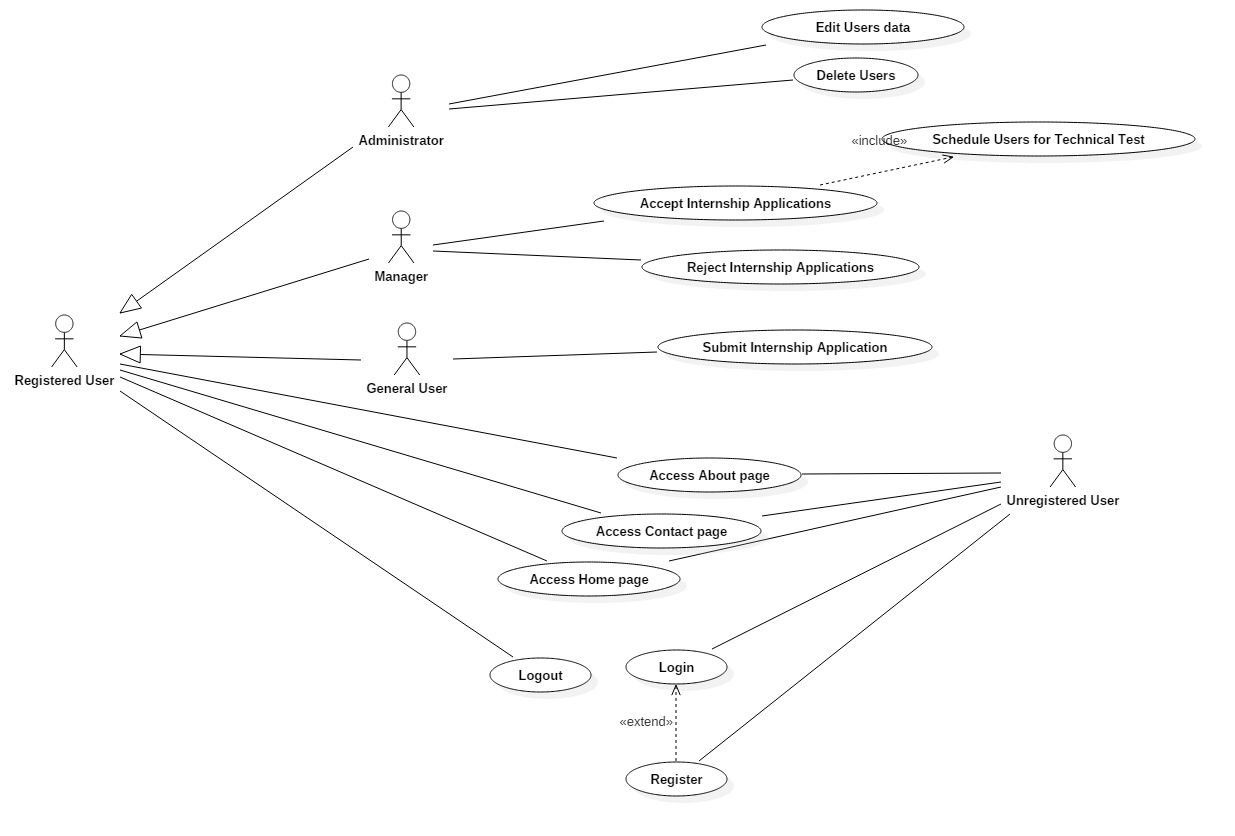 Edit Users data
Delete Users
Administrator
«include»
Schedule Users for Technical Test
Accept Internship Applications
Manager
Reject Internship Applications
Submit Internship Application
Registered User
General User
Access About page
Unregistered User
Access Contact page
Access Home page
Logout
Login
«extend»
Register